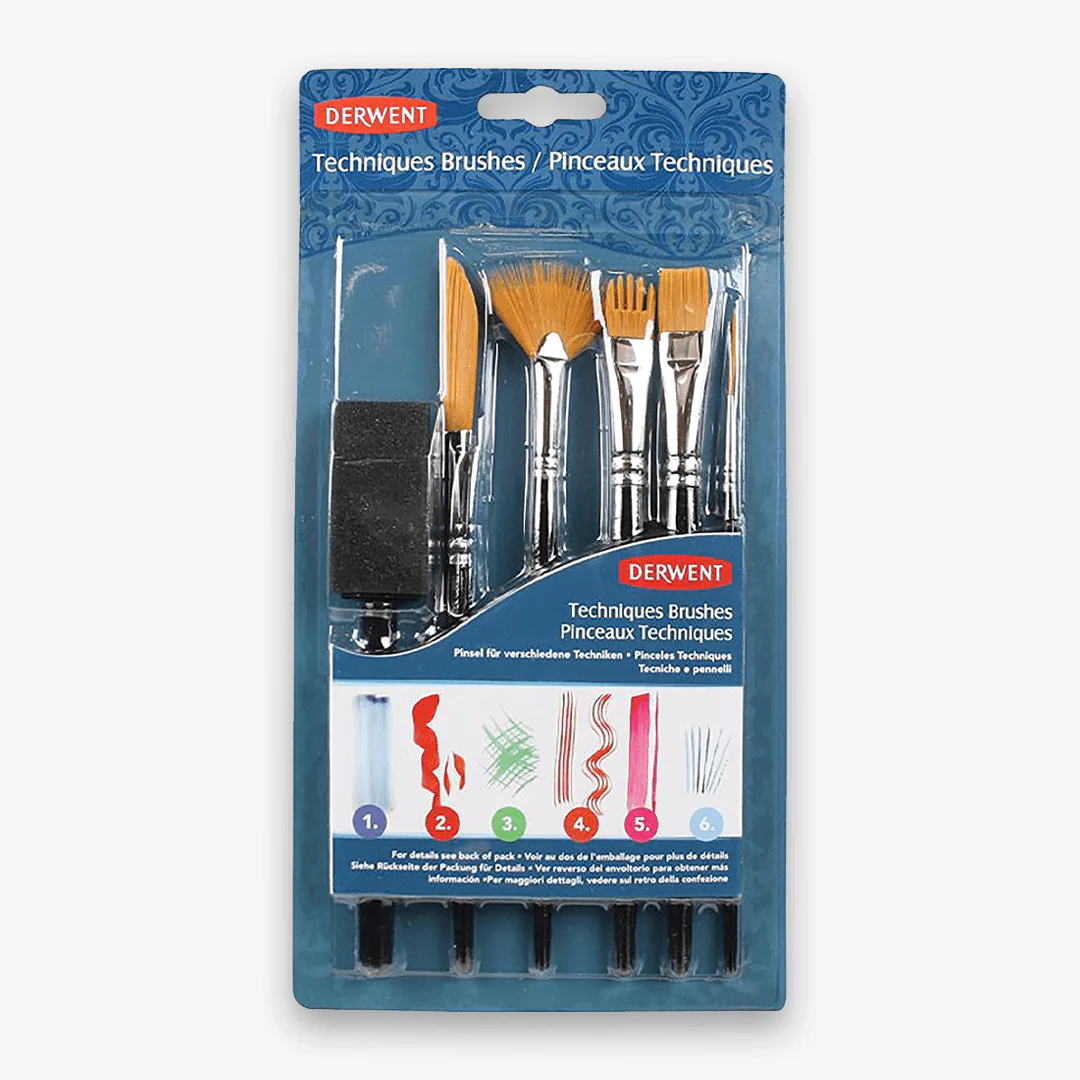 DERWENT
Techniques Brushes / Pinceaux Techniques
DERWENT
Techniques Brushes
Pinceaux Techniques
Pinsel für verschiedene Techniken • Pinceles Techniques
Tecniche e pennelli
1. 2. 3. 4. 5. 6.
For details see back of pack • Voir au dos de l'emballage pour plus de détails
Siehe Rückseite der Packung für Details • Ver reverso del envoltorio para obtener más
información •Per maggiori dettagli, vedere sul retro della confezione